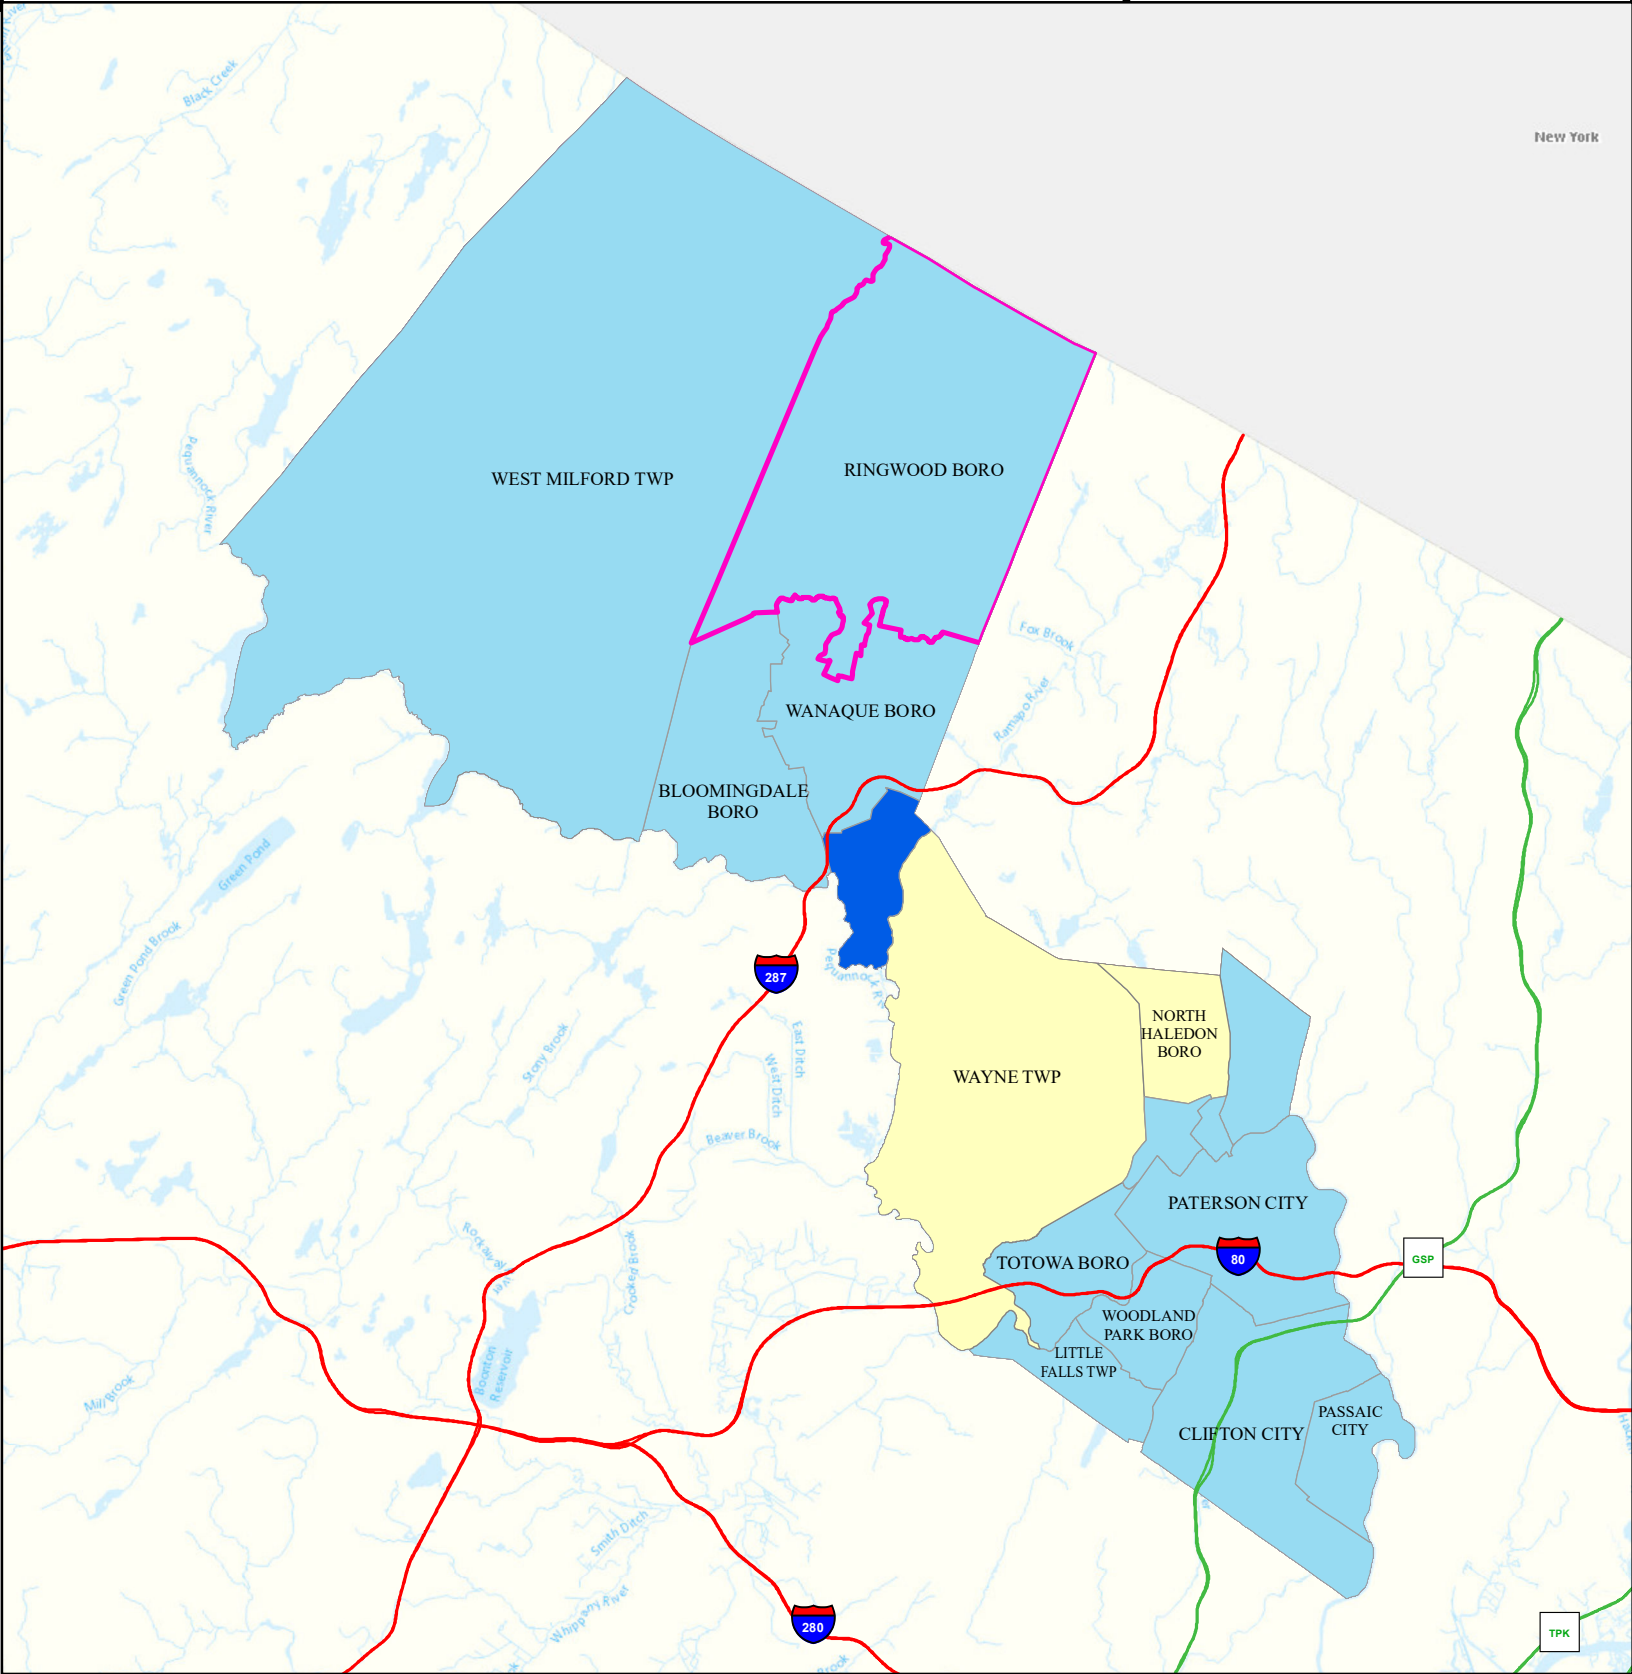 New York
Black Creek
Pequannock River
WEST MILFORD TWP
RINGWOOD BORO
Fox Brook
Ramapo River
WANAQUE BORO
BLOOMINGDALE
BORO
Green Pond
Green Pond Brook
287
Stony Brook
East Ditch
West Ditch
Beaver Brook
NORTH
HALEDON
BORO
WAYNE TWP
PATERSON CITY
TOTOWA BORO
80
GSP
Crooked Brook
WOODLAND
PARK BORO
LITTLE
FALLS TWP
Boonton
Reservoir
Mill Brook
PASSAIC
CITY
CLIFTON CITY
Smith Ditch
Whippany River
280
TPK
Brook